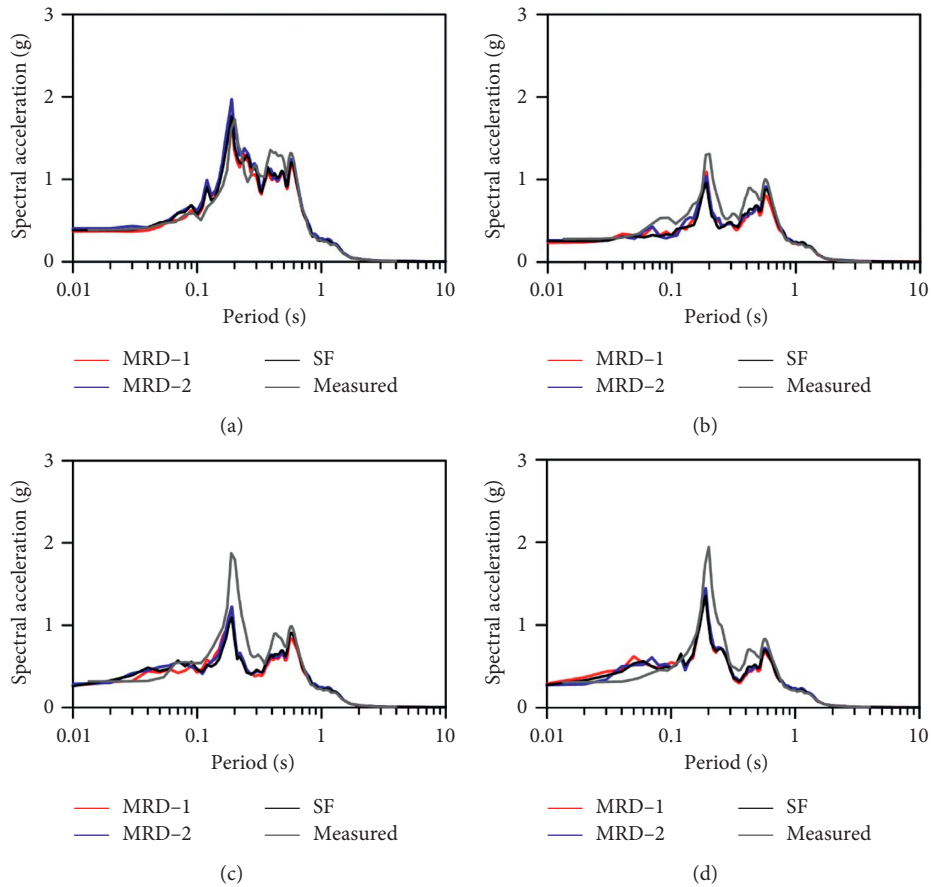 3
2
1
0
Spectral acceleration (g)
0.01 0.1 1 10
Period (s)
MRD–1 SF
MRD–2 Measured
(a)
3
2
1
0
Spectral acceleration (g)
0.01 0.1 1 10
Period (s)
MRD–1 SF
MRD–2 Measured
(b)
3
2
1
0
Spectral acceleration (g)
0.01 0.1 1 10
Period (s)
MRD–1 SF
MRD–2 Measured
(c)
3
2
1
0
Spectral acceleration (g)
0.01 0.1 1 10
Period (s)
MRD–1 SF
MRD–2 Measured
(d)